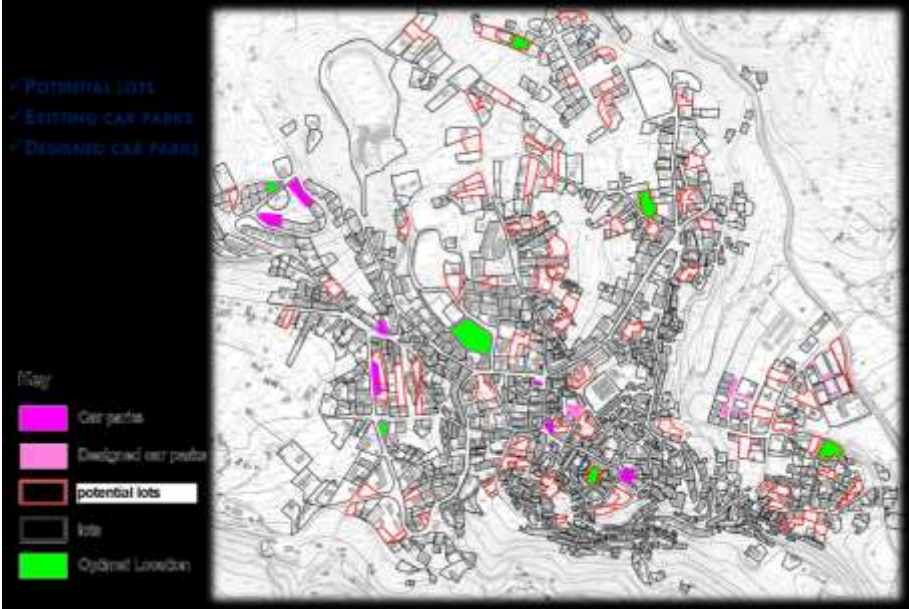 ✓ POTENTIAL LOTS
✓ EXISTING CAR PARKS
✓ DESIGNED CAR PARKS
Key
Car parks
Designed car parks
potential lots
lots
Optimal Location